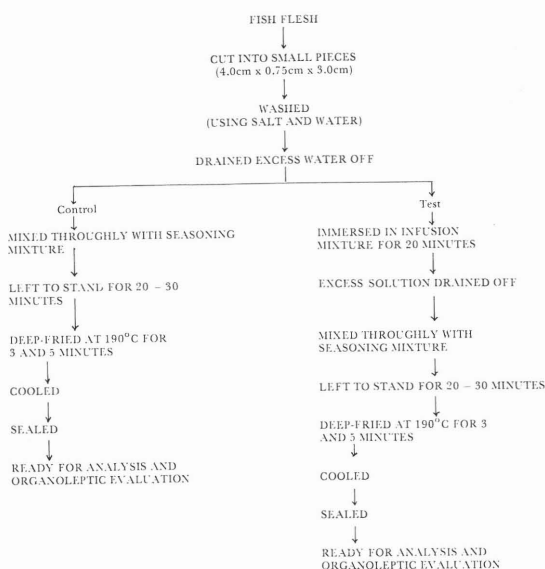 FISH FLESH
CUT INTO SMALL PIECES
(4.0cm x 0.75cm x 3.0cm)
WASHED
(USING SALT AND WATER)
DRAINED EXCESS WATER OFF
Control
MIXED THROUGHLY WITH SEASONING
MIXTURE
LEFT TO STAND FOR 20 – 30
MINUTES
DEEP-FRIED AT 190°C FOR
3 AND 5 MINUTES
COOLED
SEALED
READY FOR ANALYSIS AND
ORGANOLEPTIC EVALUATION
Test
IMMERSED IN INFUSION
MIXTURE FOR 20 MINUTES
EXCESS SOLUTION DRAINED OFF
MIXED THROUGHLY WITH
SEASONING MIXTURE
LEFT TO STAND FOR 20 – 30 MINUTES
DEEP-FRIED AT 190°C FOR 3
AND 5 MINUTES
COOLED
SEALED
READY FOR ANALYSIS AND
ORGANOLEPTIC EVALUATION